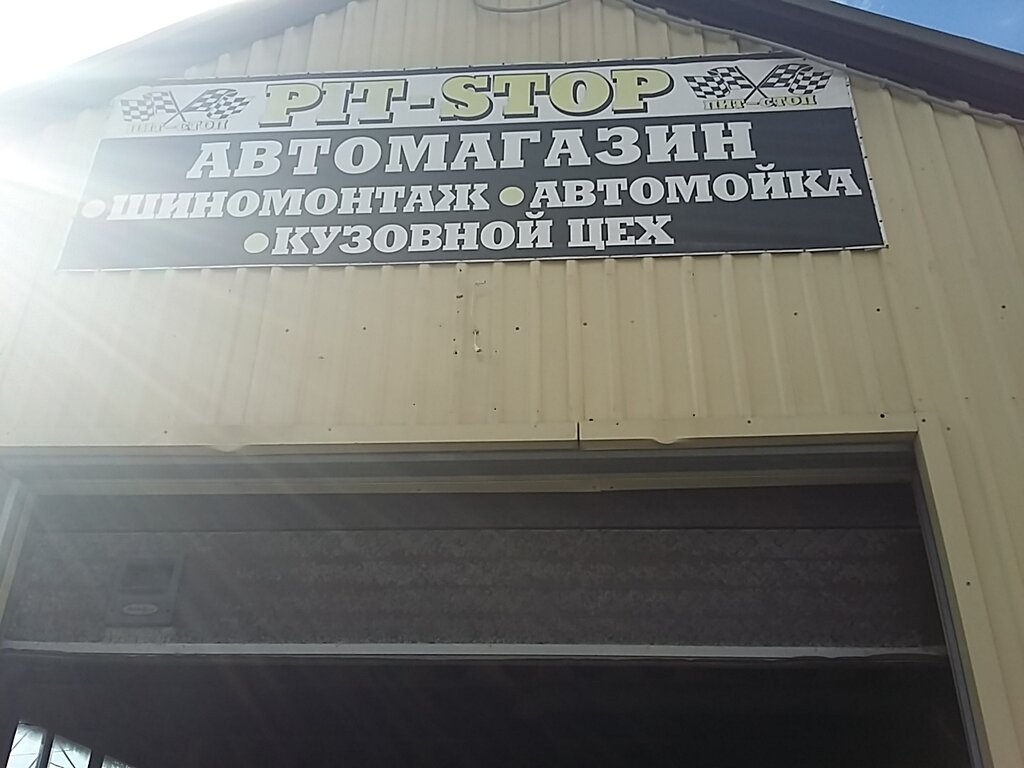 PIT-STOP
ПИТ-СТОП ПИТ-СТОП
АВТОМАГАЗИН
•ШИНОМОНТАЖ •АВТОМОЙКА
•КУЗОВНОЙ ЦЕХ